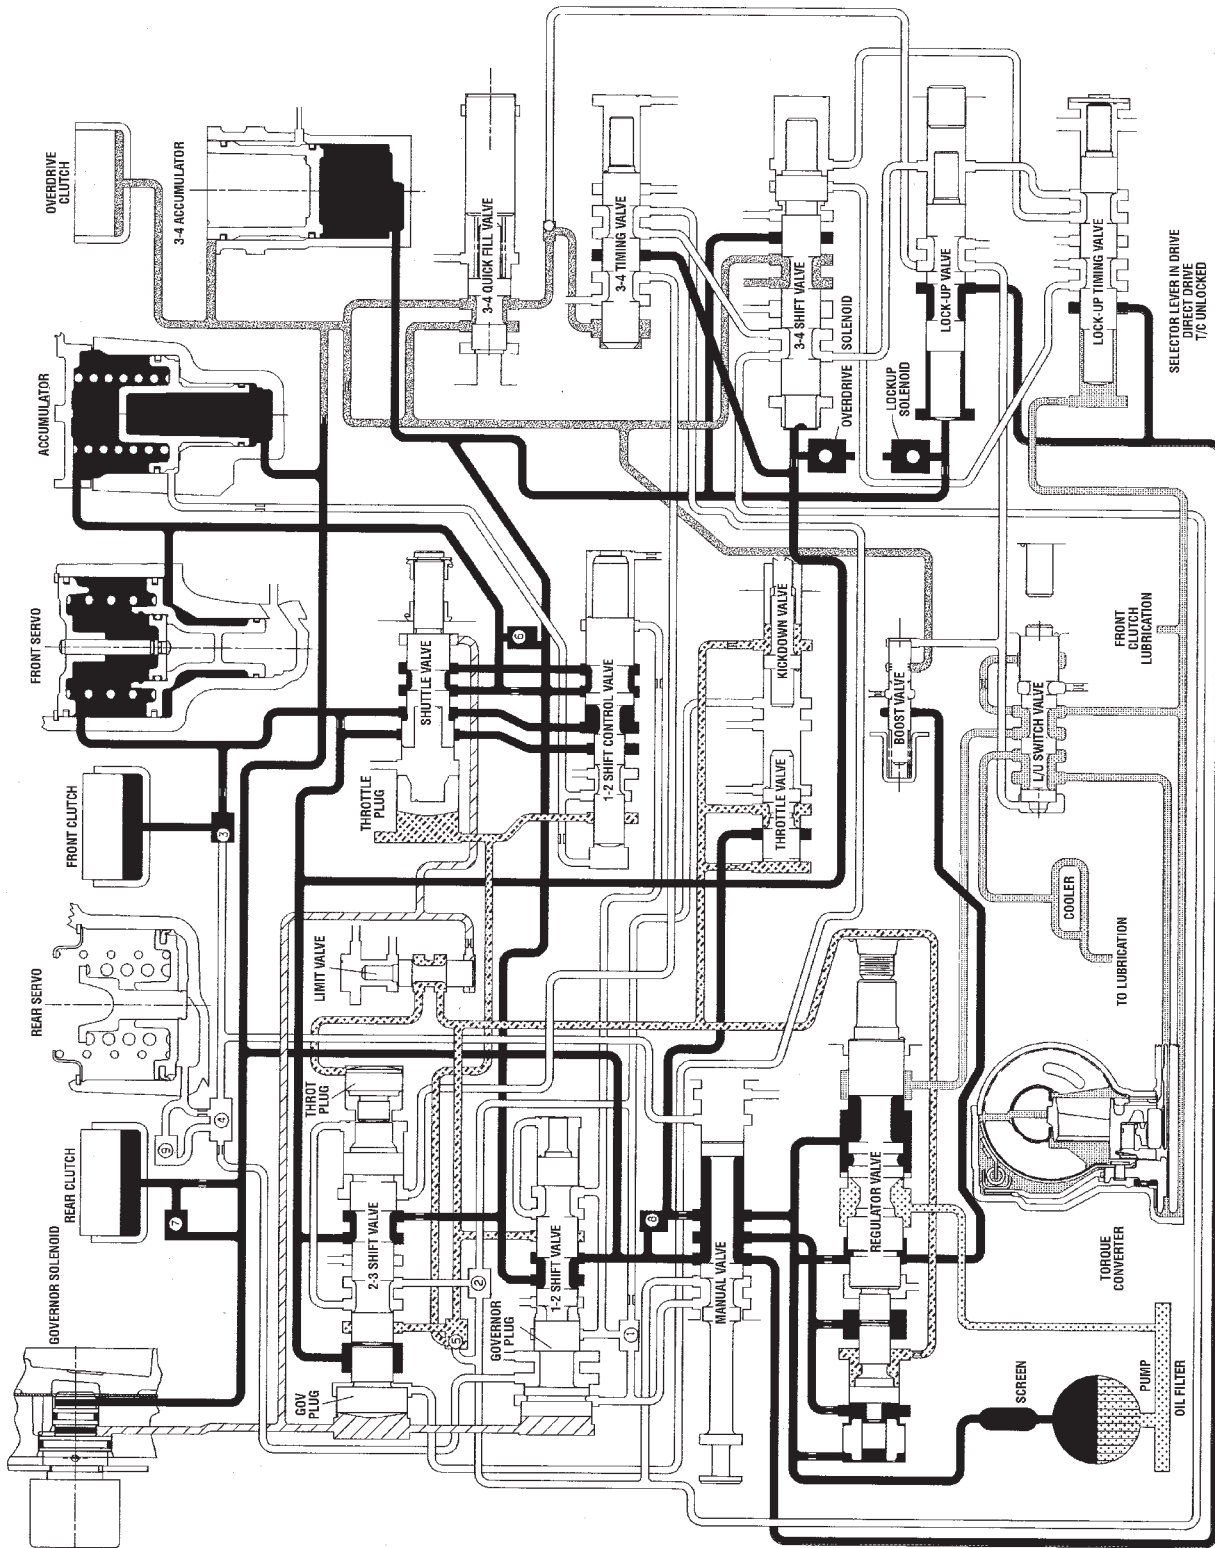 OVERDRIVE
CLUTCH
3-4 ACCUMULATOR
3-4 QUICK FILL VALVE
3-4 TIMING VALVE
3-4 SHIFT VALVE
OVERDRIVE SOLENOID
LOCKUP
SOLENOID
LOCK-UP VALVE
LOCK-UP TIMING VALVE
SELECTOR LEVER IN DRIVE
DIRECT DRIVE
T/C UNLOCKED
ACCUMULATOR
FRONT SERVO
6
SHUTTLE VALVE
THROTTLE
PLUG
1-2 SHIFT CONTROL VALVE
KICKDOWN VALVE
THROTTLE VALVE
BOOST VALVE
L/U SWITCH VALVE
FRONT
CLUTCH
LUBRICATION
FRONT CLUTCH
3
REAR SERVO
LIMIT VALVE
COOLER
TO LUBRICATION
REAR CLUTCH
4
9
7
THROT
PLUG
2-3 SHIFT VALVE
8
2
1-2 SHIFT VALVE
MANUAL VALVE
REGULATOR VALVE
TORQUE
CONVERTER
GOVERNOR SOLENOID
GOV
PLUG
5
GOVERNOR
PLUG
1
SCREEN
PUMP
OIL FILTER